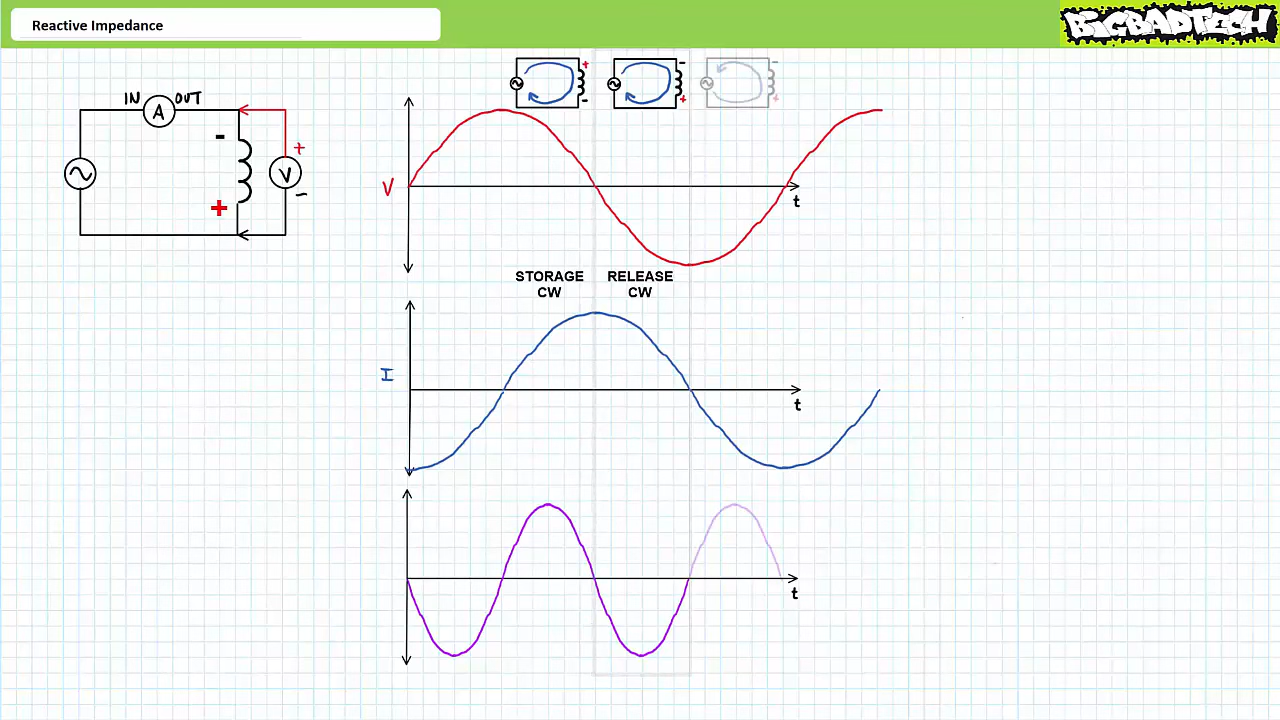 Reactive Impedance
BIGBADTECH
IN A OUT
-
+
V
+
-
+
-
-
+
-
+
V
t
STORAGE
CW
RELEASE
CW
I
t
t